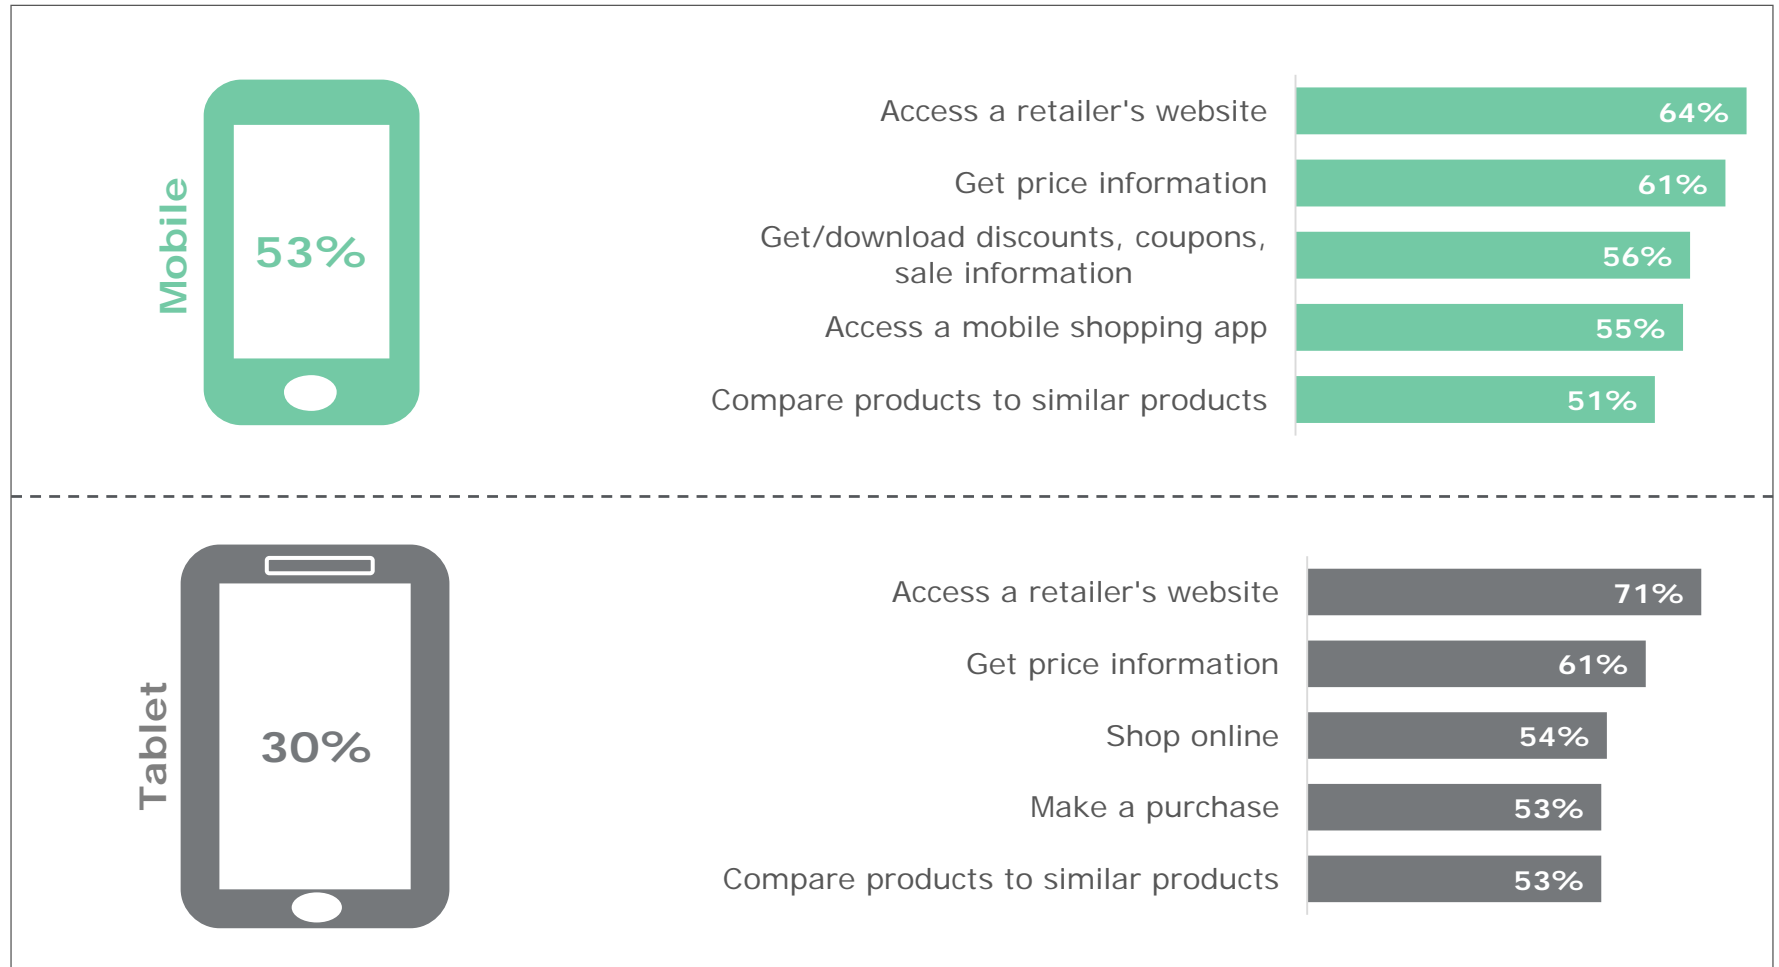 Mobile
53%
Access a retailer's website
64%
Get price information
61%
Get/download discounts, coupons,
sale information
56%
Access a mobile shopping app
55%
Compare products to similar products
51%
Tablet
30%
Access a retailer's website
71%
Get price information
61%
Shop online
54%
Make a purchase
53%
Compare products to similar products
53%